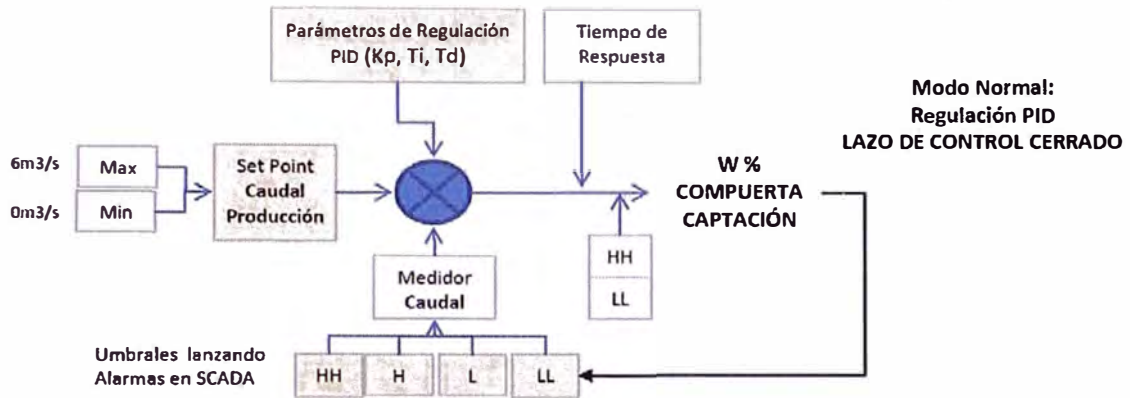 Parámetros de Regulación
PID (Kp, Ti, Td)
Tiempo de
Respuesta
Modo Normal:
Regulación PID
LAZO DE CONTROL CERRADO
6m3/s
Max
0m3/s
Min
Set Point
Caudal
Producción
W %
COMPUERTA
CAPTACIÓN
HH
LL
Medidor
Caudal
Umbrales lanzando
Alarmas en SCADA
HH
H
L
LL